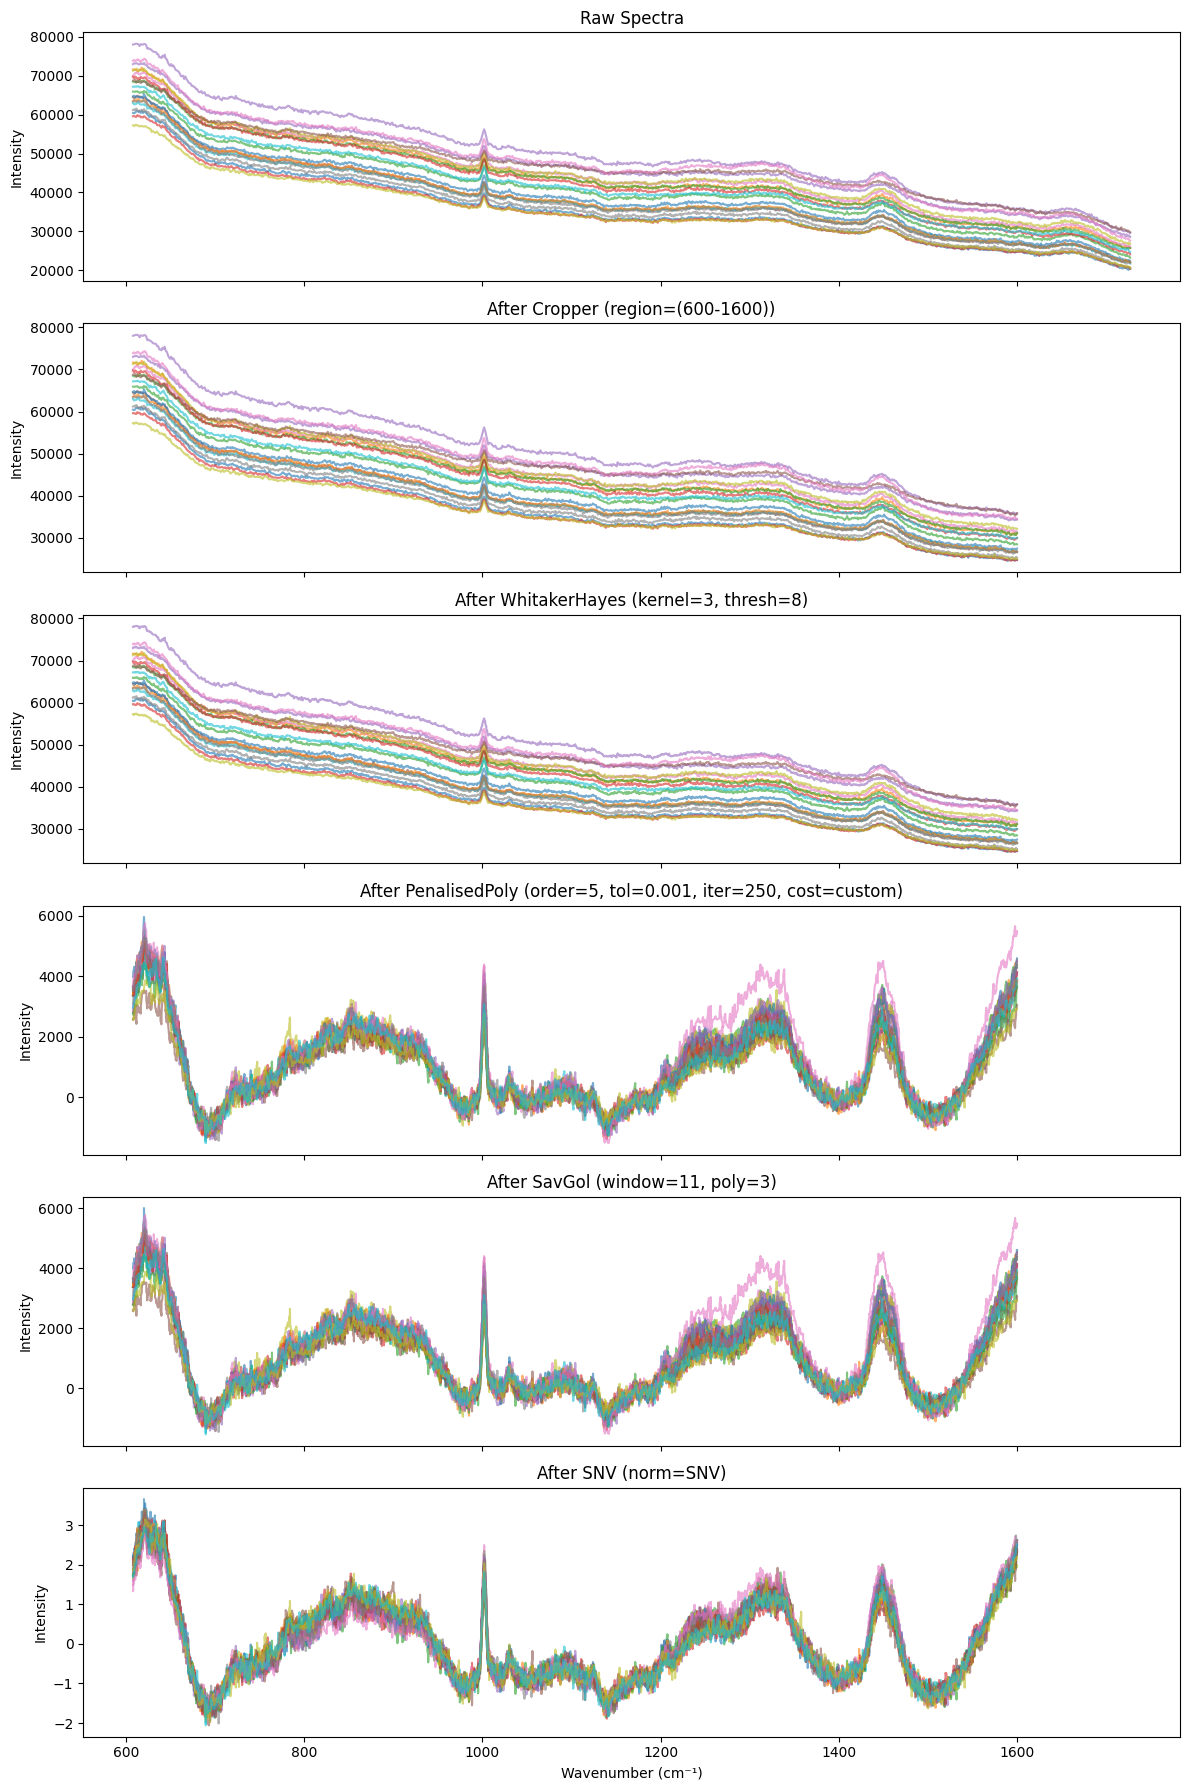 Raw Spectra
80000
70000
60000
50000
40000
30000
20000
Intensity
After Cropper (region=(600-1600))
80000
70000
60000
50000
40000
30000
Intensity
After WhitakerHayes (kernel=3, thresh=8)
80000
70000
60000
50000
40000
30000
Intensity
After PenalisedPoly (order=5, tol=0.001, iter=250, cost=custom)
6000
4000
2000
0
Intensity
After SavGol (window=11, poly=3)
6000
4000
2000
0
Intensity
After SNV (norm=SNV)
3
2
1
0
−1
−2
Intensity
600 800 1000 1200 1400 1600
Wavenumber (cm⁻¹)